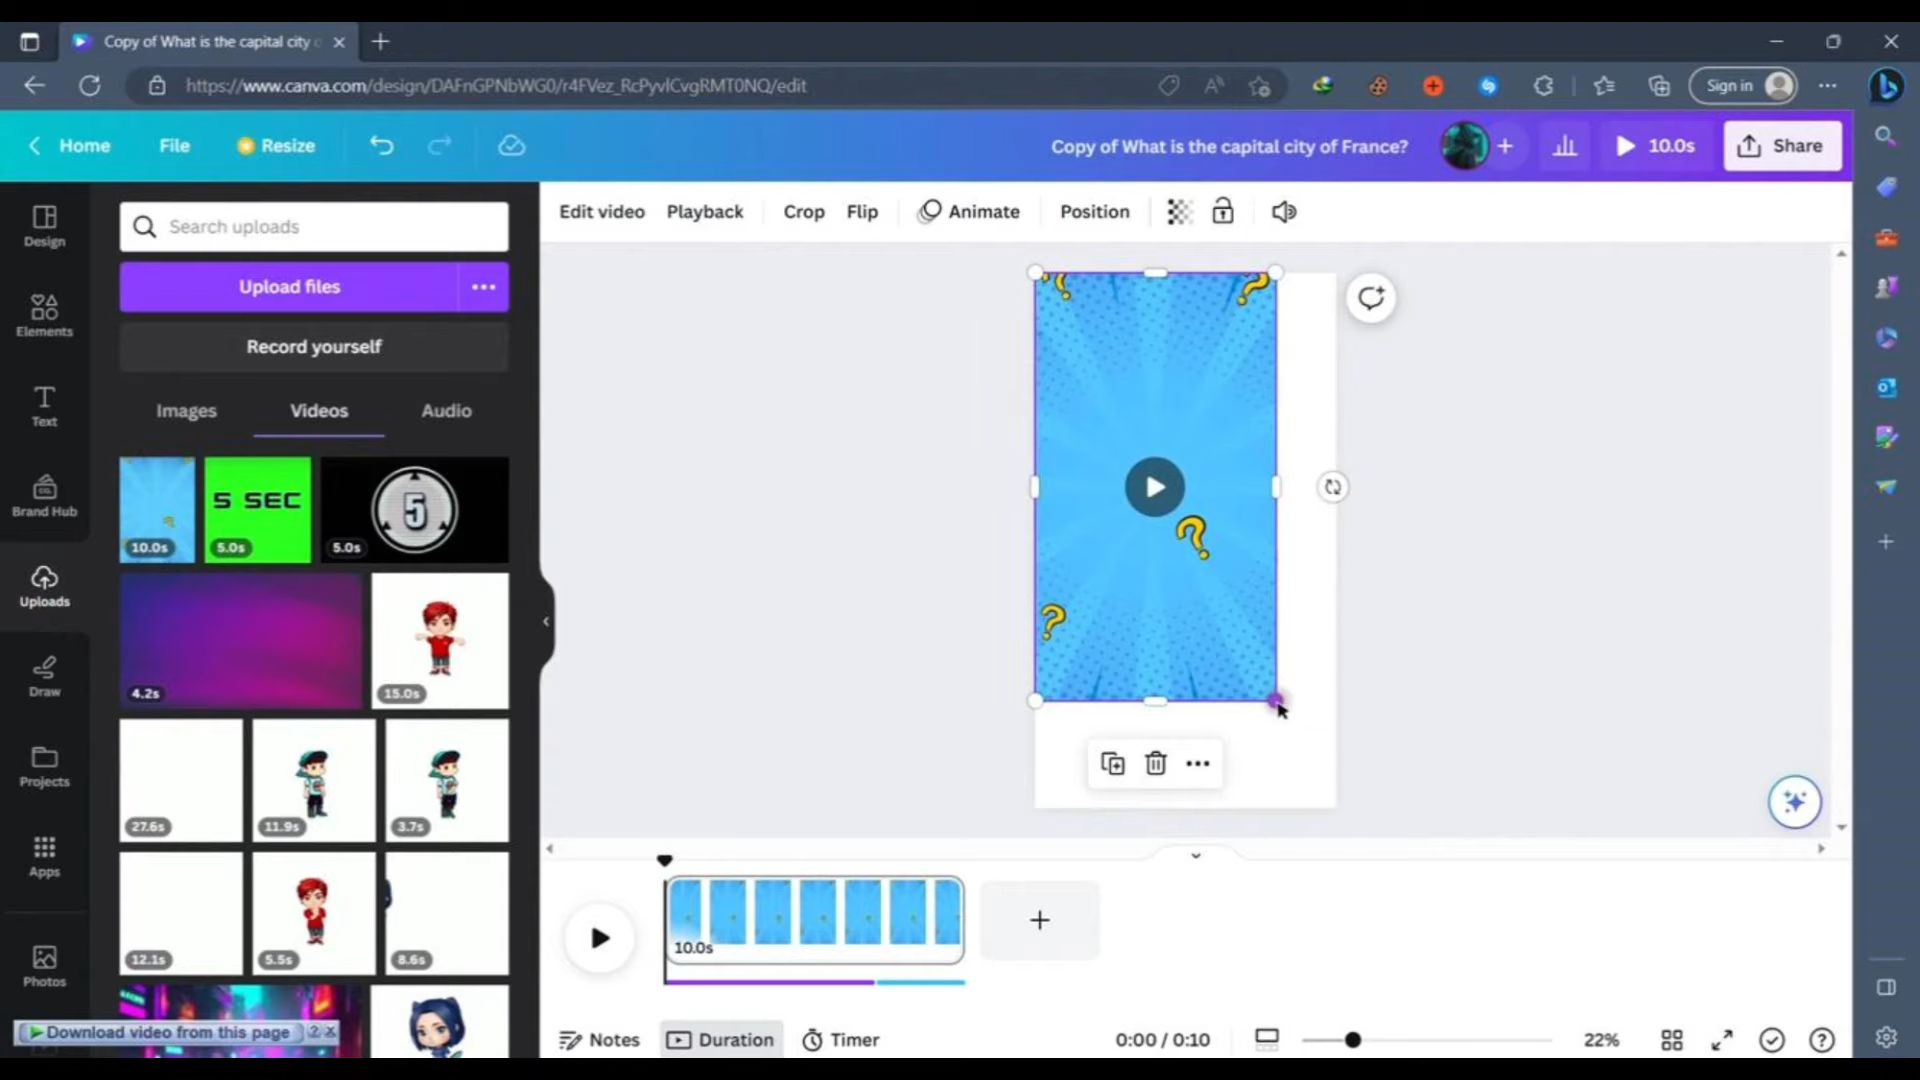 Copy of What is the capital city o
https://www.canva.com/design/DAFnGPNbWG0/r4FVez_RcPyvlCvgRMT0NQ/edit
Sign in
Home
File
Resize
Copy of What is the capital city of France?
10.0s
Share
Design
Elements
Text
Brand Hub
Uploads
Draw
Projects
Apps
Photos
Search uploads
Upload files
Record yourself
Images
Videos
Audio
10.0s
5 SEC
5.0s
5
5.0s
4.2s
15.0s
27.6s
11.9s
3.7s
12.1s
5.5s
8.6s
Download video from this page
?
Edit video
Playback
Crop
Flip
Animate
Position
?
?
?
?
10.0s
Notes
Duration
Timer
0:00 / 0:10
22%